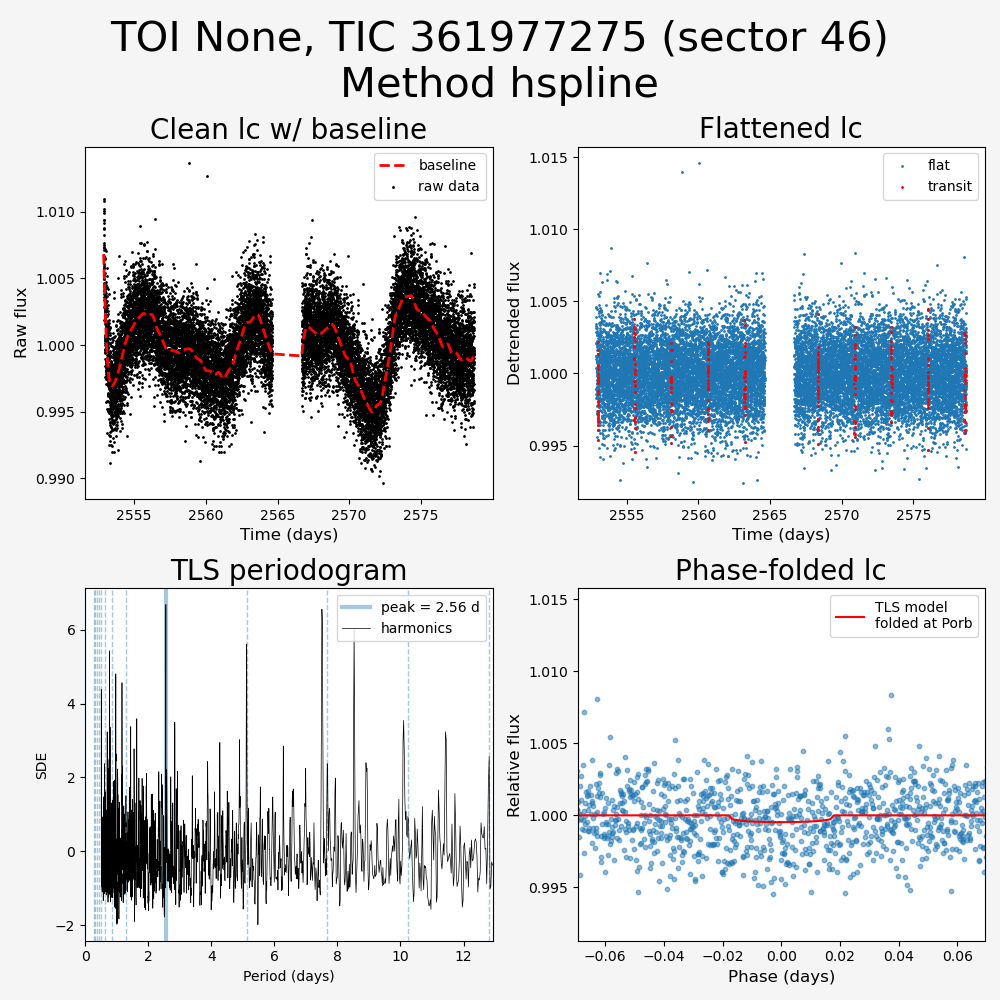 TOI None, TIC 361977275 (sector 46)
Method hspline
Clean lc w/ baseline
baseline
raw data
1.010
1.005
1.000
0.995
0.990
Raw flux
2555 2560 2565 2570 2575
Time (days)
Flattened lc
flat
transit
1.015
1.010
1.005
1.000
0.995
Detrended flux
2555 2560 2565 2570 2575
Time (days)
TLS periodogram
peak = 2.56 d
harmonics
6
4
2
0
−2
SDE
0 2 4 6 8 10 12
Period (days)
Phase-folded lc
TLS model
folded at Porb
1.015
1.010
1.005
1.000
0.995
Relative flux
−0.06 −0.04 −0.02 0.00 0.02 0.04 0.06
Phase (days)